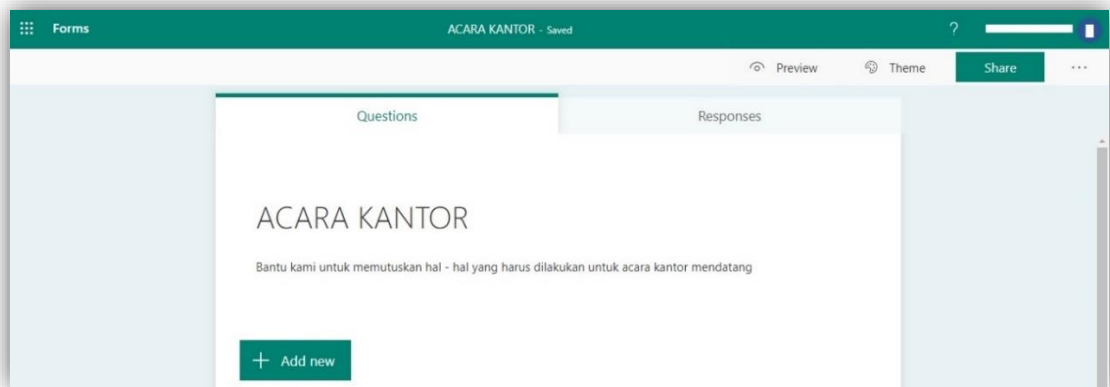 Forms
ACARA KANTOR - Saved
?
Preview
Theme
Share
...
Questions
Responses
ACARA KANTOR
Bantu kami untuk memutuskan hal - hal yang harus dilakukan untuk acara kantor mendatang
+ Add new